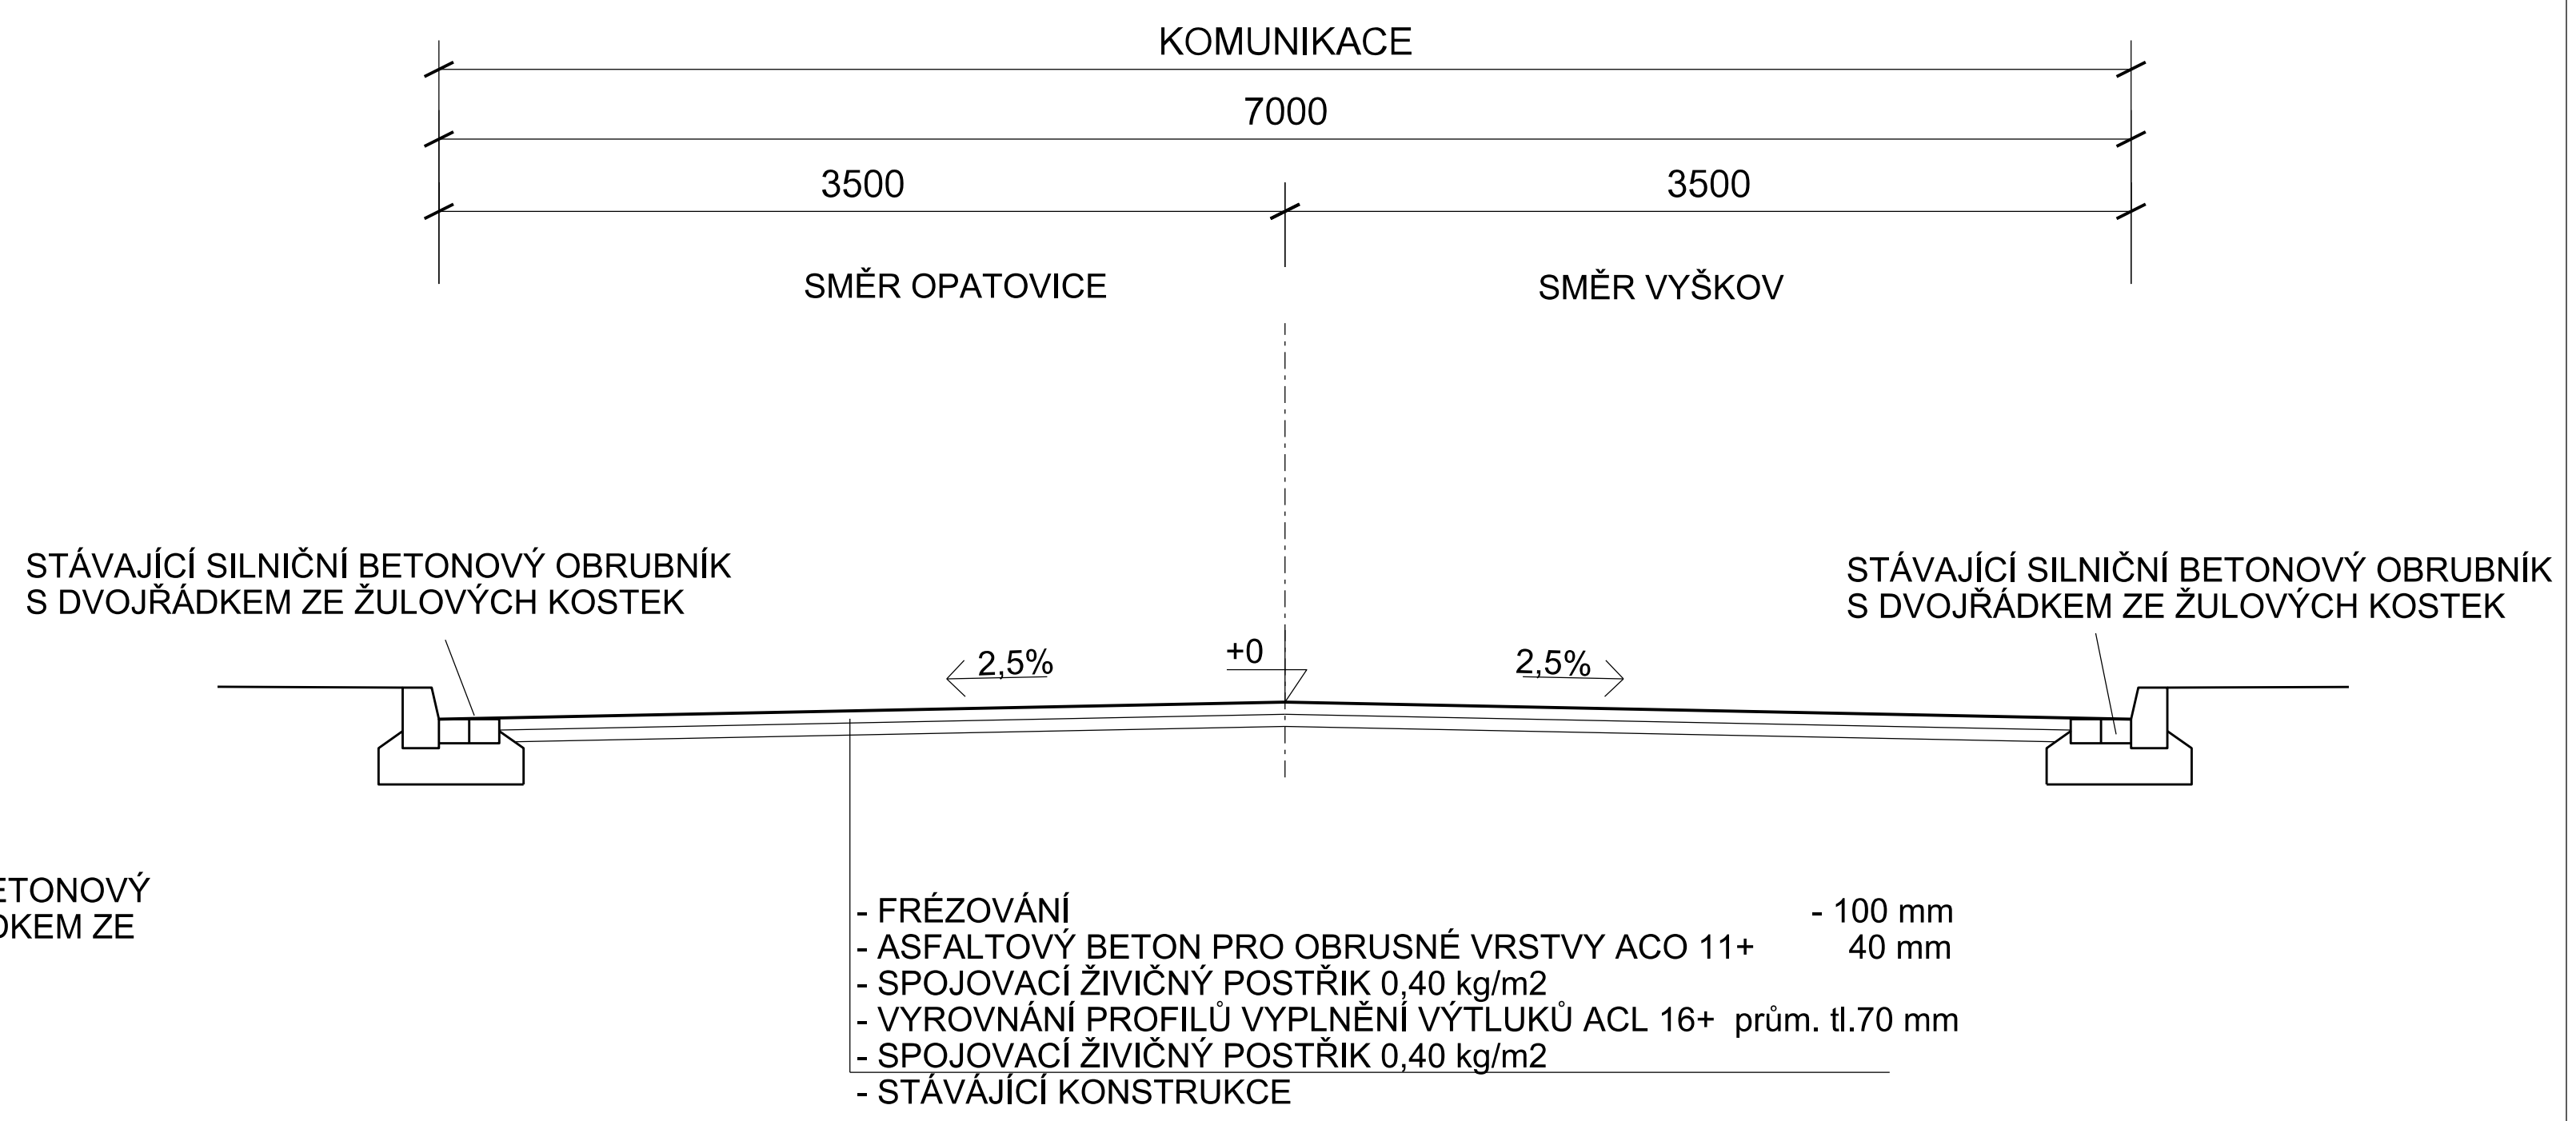 KOMUNIKACE
7000
3500 3500
SMĚR OPATOVICE SMĚR VYŠKOV
STÁVAJÍCÍ SILNIČNÍ BETONOVÝ OBRUBNÍK
S DVOJŘÁDKEM ZE ŽULOVÝCH KOSTEK
STÁVAJÍCÍ SILNIČNÍ BETONOVÝ OBRUBNÍK
S DVOJŘÁDKEM ZE ŽULOVÝCH KOSTEK
2,5% +0 2,5%
ETONOVÝ
DKEM ZE
- FRÉZOVÁNÍ - 100 mm
- ASFALTOVÝ BETON PRO OBRUSNÉ VRSTVY ACO 11+ 40 mm
- SPOJOVACÍ ŽIVIČNÝ POSTŘIK 0,40 kg/m2
- VYROVNÁNÍ PROFILŮ VYPLNĚNÍ VÝTLUKŮ ACL 16+ prům. tl.70 mm
- SPOJOVACÍ ŽIVIČNÝ POSTŘIK 0,40 kg/m2
- STÁVÁJÍCÍ KONSTRUKCE